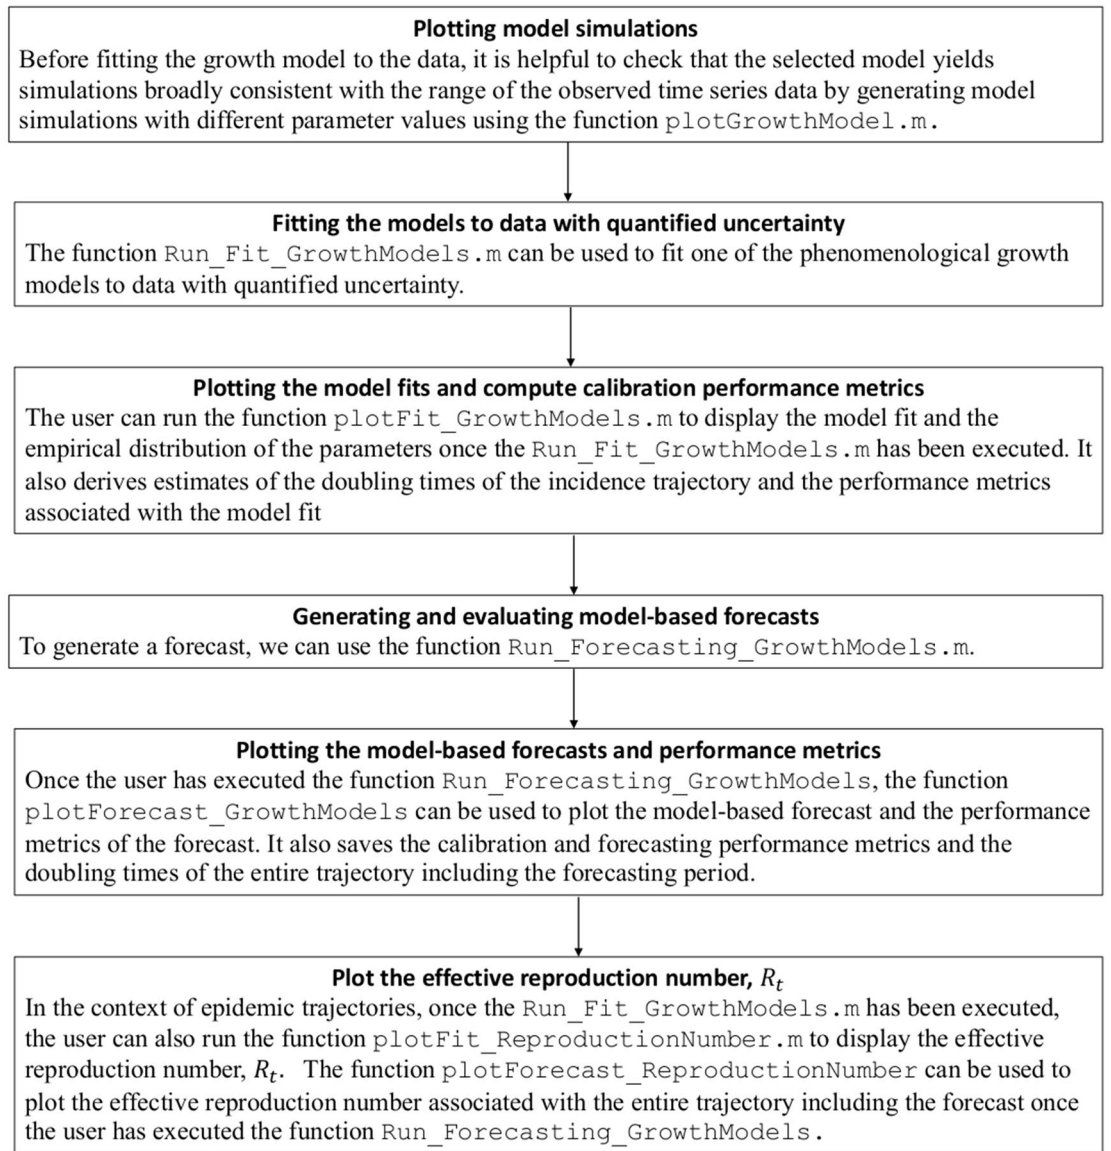 Plotting model simulations
Before fitting the growth model to the data, it is helpful to check that the selected model yields
simulations broadly consistent with the range of the observed time series data by generating model
simulations with different parameter values using the function plotGrowthModel.m.
Fitting the models to data with quantified uncertainty
The function Run_Fit_GrowthModels.m can be used to fit one of the phenomenological growth
models to data with quantified uncertainty.
Plotting the model fits and compute calibration performance metrics
The user can run the function plotFit_GrowthModels.m to display the model fit and the
empirical distribution of the parameters once the Run_Fit_GrowthModels.m has been executed. It
also derives estimates of the doubling times of the incidence trajectory and the performance metrics
associated with the model fit
Generating and evaluating model-based forecasts
To generate a forecast, we can use the function Run_Forecasting_GrowthModels.m.
Plotting the model-based forecasts and performance metrics
Once the user has executed the function Run_Forecasting_GrowthModels, the function
plotForecast_GrowthModels can be used to plot the model-based forecast and the performance
metrics of the forecast. It also saves the calibration and forecasting performance metrics and the
doubling times of the entire trajectory including the forecasting period.
Plot the effective reproduction number, R_t
In the context of epidemic trajectories, once the Run_Fit_GrowthModels.m has been executed,
the user can also run the function plotFit_ReproductionNumber.m to display the effective
reproduction number, R_t. The function plotForecast_ReproductionNumber can be used to
plot the effective reproduction number associated with the entire trajectory including the forecast once
the user has executed the function Run_Forecasting_GrowthModels.